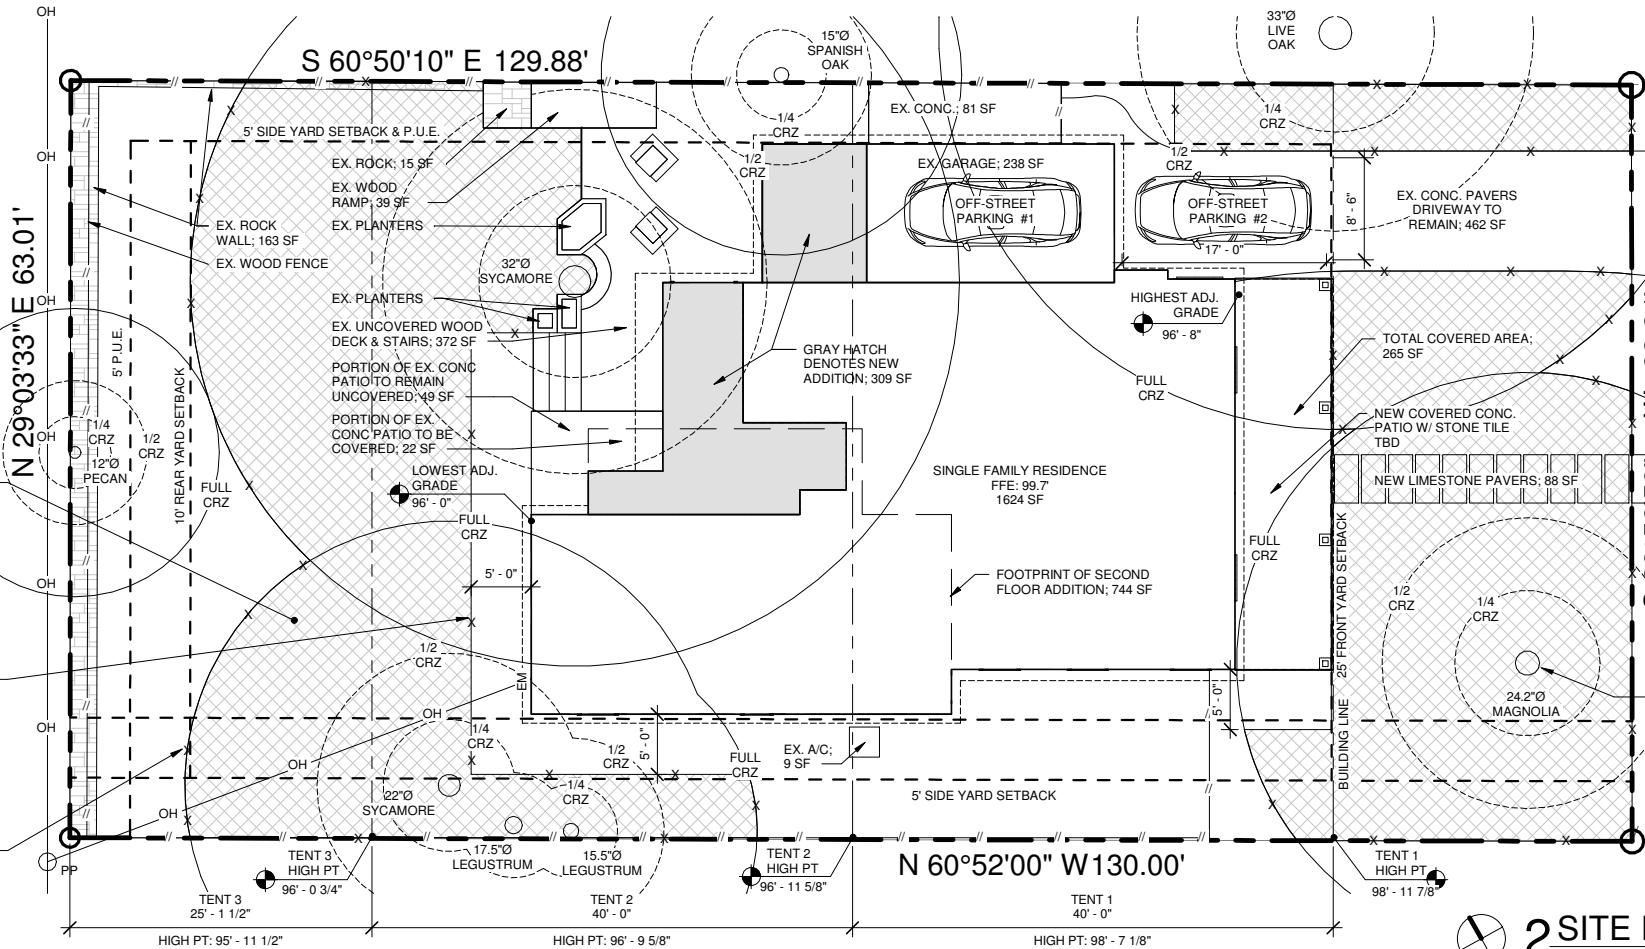 OH
S 60°50'10" E 129.88'
15"Ø
SPANISH
OAK
33"Ø
LIVE
OAK
1/4
CRZ
EX. CONC.; 81 SF
1/4
CRZ
5' SIDE YARD SETBACK & P.U.E.
OH
EX. ROCK; 15 SF
1/2
CRZ
EX. GARAGE; 238 SF
1/2
CRZ
EX. WOOD
RAMP; 39 SF
EX. PLANTERS
OFF-STREET
PARKING #1
OFF-STREET
PARKING #2
8' - 6"
EX. CONC. PAVERS
DRIVEWAY TO
REMAIN; 462 SF
EX. ROCK
WALL; 163 SF
EX. WOOD FENCE
32"Ø
SYCAMORE
17' - 0"
N 29°03'33" E 63.01'
OH
EX. PLANTERS
HIGHEST ADJ.
GRADE
96' - 8"
EX. UNCOVERED WOOD
DECK & STAIRS; 372 SF
5' P.U.E.
10' REAR YARD SETBACK
GRAY HATCH
DENOTES NEW
ADDITION; 309 SF
TOTAL COVERED AREA;
265 SF
PORTION OF EX. CONC
PATIO TO REMAIN
UNCOVERED; 49 SF
FULL
CRZ
PORTION OF EX.
CONC PATIO TO BE
COVERED; 22 SF
NEW COVERED CONC.
PATIO W/ STONE TILE
TBD
OH
1/4
CRZ
1/2
CRZ
12"Ø
PECAN
FULL
CRZ
LOWEST ADJ.
GRADE
96' - 0"
SINGLE FAMILY RESIDENCE
FFE: 99.7'
1624 SF
NEW LIMESTONE PAVERS; 88 SF
FULL
CRZ
FULL
CRZ
OH
5' - 0"
FOOTPRINT OF SECOND
FLOOR ADDITION; 744 SF
1/2
CRZ
1/4
CRZ
25' FRONT YARD SETBACK
BUILDING LINE
1/2
CRZ
EM
24.2"Ø
MAGNOLIA
5' - 0"
OH
OH
1/4
CRZ
1/2
CRZ
5' - 0"
FULL
CRZ
EX. A/C;
9 SF
OH
22"Ø
SYCAMORE
1/4
CRZ
5' SIDE YARD SETBACK
OH
17.5"Ø
LEGUSTRUM
15.5"Ø
LEGUSTRUM
PP
TENT 3
HIGH PT
96' - 0 3/4"
TENT 2
HIGH PT
96' - 11 5/8"
N 60°52'00" W130.00'
TENT 1
HIGH PT
98' - 11 7/8"
TENT 3
25' - 1 1/2"
TENT 2
40' - 0"
TENT 1
40' - 0"
HIGH PT: 95' - 11 1/2"
HIGH PT: 96' - 9 5/8"
HIGH PT: 98' - 7 1/8"
2 SITE